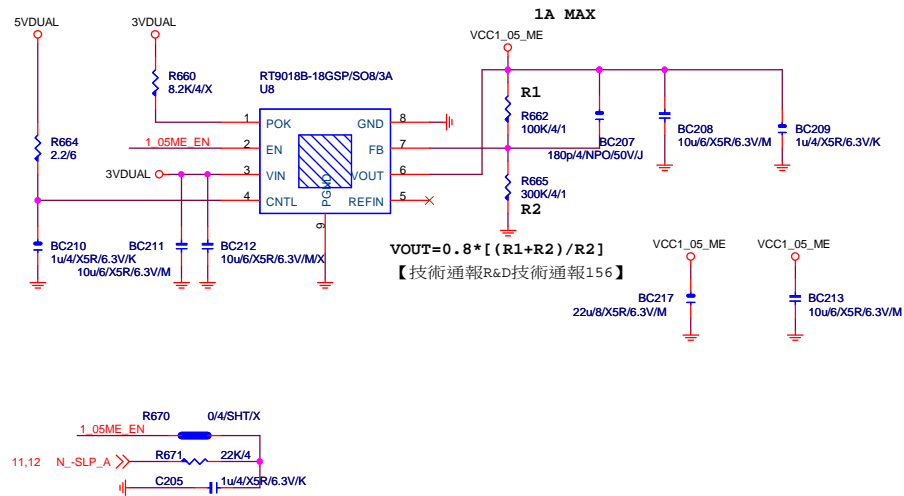 1A MAX
5VDUAL
3VDUAL
VCC1_05_ME
R660
8.2K/4/X
RT9018B-18GSP/SO8/3A
U8
R1
R662
100K/4/1
R664
2.2/6
1 POK
GND 8
1_05ME_EN
2 EN
FB 7
3VDUAL
3 VIN
VOUT 6
4 CNTL
REFIN 5
PGND
9
BC207
180p/4/NPO/50V/J
BC208
10u/6/X5R/6.3V/M
BC209
1u/4/X5R/6.3V/K
R665
300K/4/1
R2
BC210
1u/4/X5R/6.3V/K
BC211
10u/6/X5R/6.3V/M
BC212
10u/6/X5R/6.3V/M/X
VOUT=0.8*[(R1+R2)/R2]
【技術通報R&D技術通報156】
VCC1_05_ME
VCC1_05_ME
BC217
22u/8/X5R/6.3V/M
BC213
10u/6/X5R/6.3V/M
R670
0/4/SHT/X
1_05ME_EN
11,12 N_-SLP_A
R671
22K/4
C205
1u/4/X5R/6.3V/K